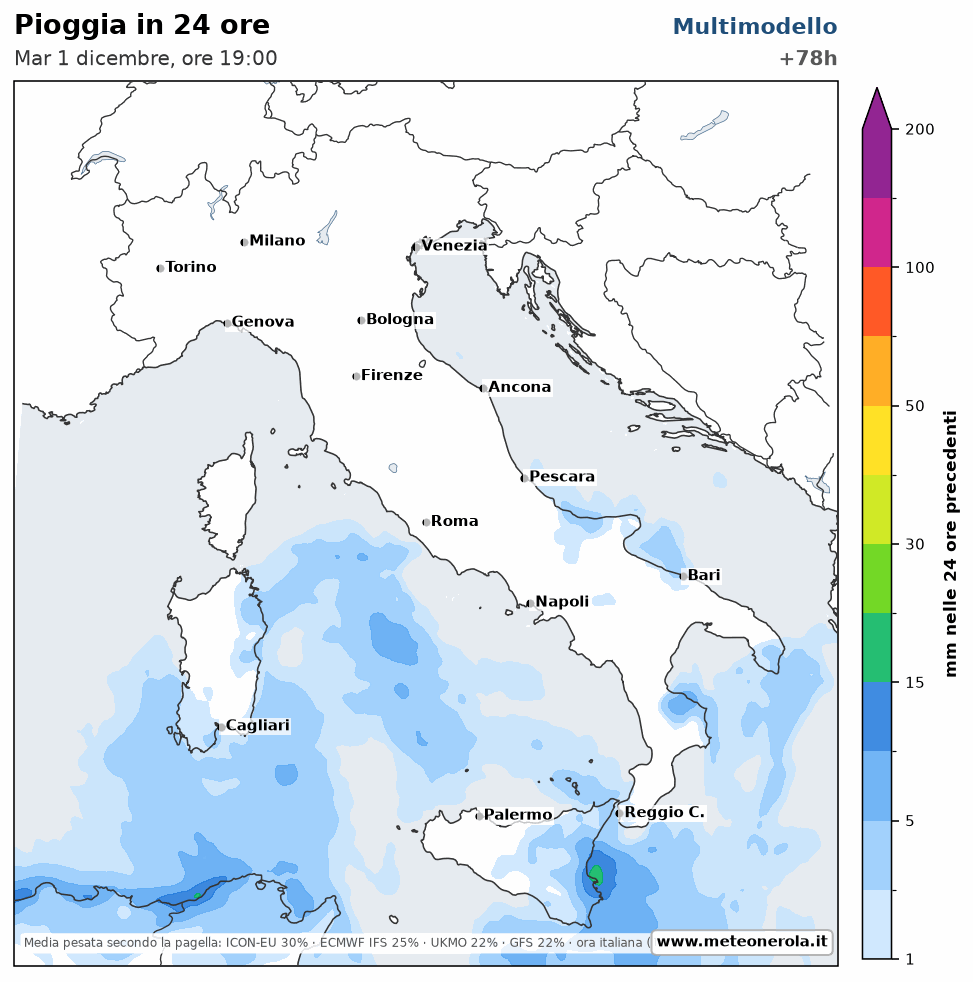 Pioggia in 24 ore
Multimodello
Mar 1 dicembre, ore 19:00
+78h
200
100
50
30
15
5
1
mm nelle 24 ore precedenti
Milano
Venezia
Torino
Genova
Bologna
Firenze
Ancona
Pescara
Roma
Bari
Napoli
Cagliari
Palermo
Reggio C.
Media pesata secondo la pagella: ICON-EU 30% · ECMWF IFS 25% · UKMO 22% · GFS 22% · ora italiana (
www.meteonerola.it